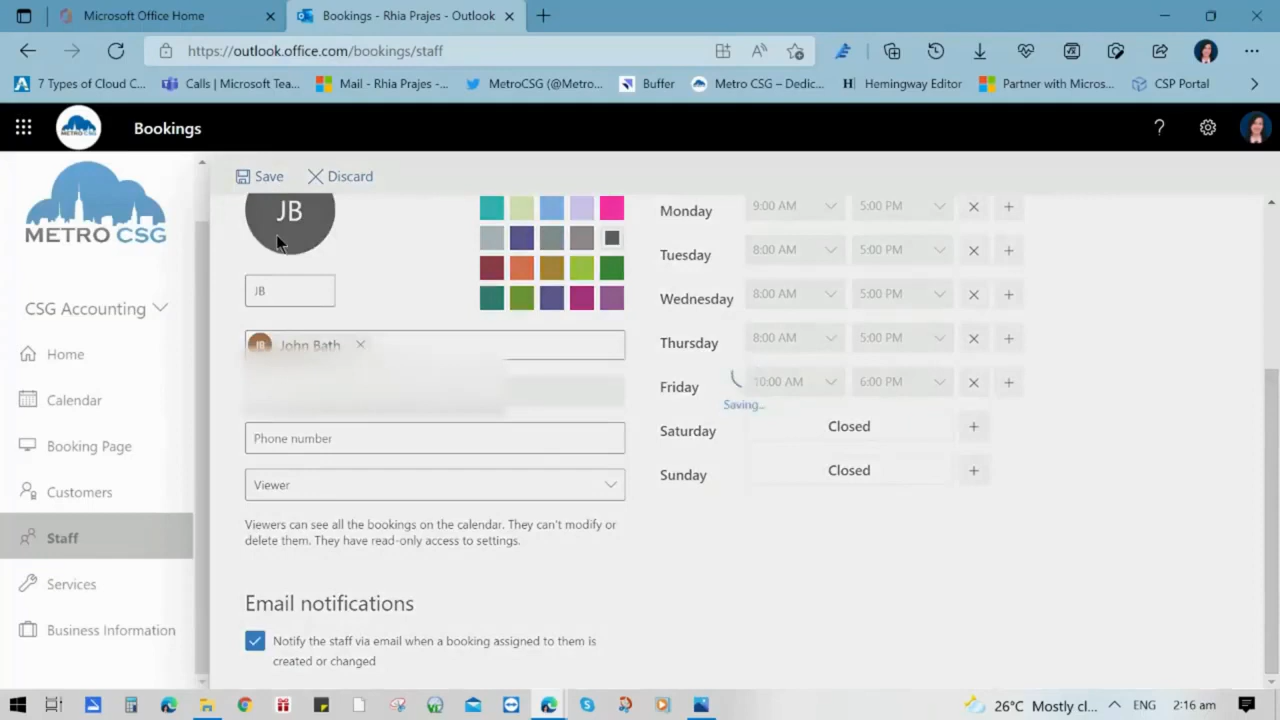 Microsoft Office Home
Bookings - Rhia Prajes - Outlook
https://outlook.office.com/bookings/staff
7 Types of Cloud C...
Calls | Microsoft Tea...
Mail - Rhia Prajes -...
MetroCSG (@Metro...
Buffer
Metro CSG – Dedic...
Hemingway Editor
Partner with Micros...
CSP Portal
METRO CSG
Bookings
METRO CSG
CSG Accounting
Home
Calendar
Booking Page
Customers
Staff
Services
Business Information
Save
Discard
JB
JB
JB
John Bath
Phone number
Viewer
Viewers can see all the bookings on the calendar. They can't modify or
delete them. They have read-only access to settings.
Email notifications
Notify the staff via email when a booking assigned to them is
created or changed
Monday 9:00 AM 5:00 PM
Tuesday 8:00 AM 5:00 PM
Wednesday 8:00 AM 5:00 PM
Thursday 8:00 AM 5:00 PM
Friday 10:00 AM 6:00 PM
Saving...
Saturday Closed
Sunday Closed
26°C Mostly cl...
ENG
2:16 am